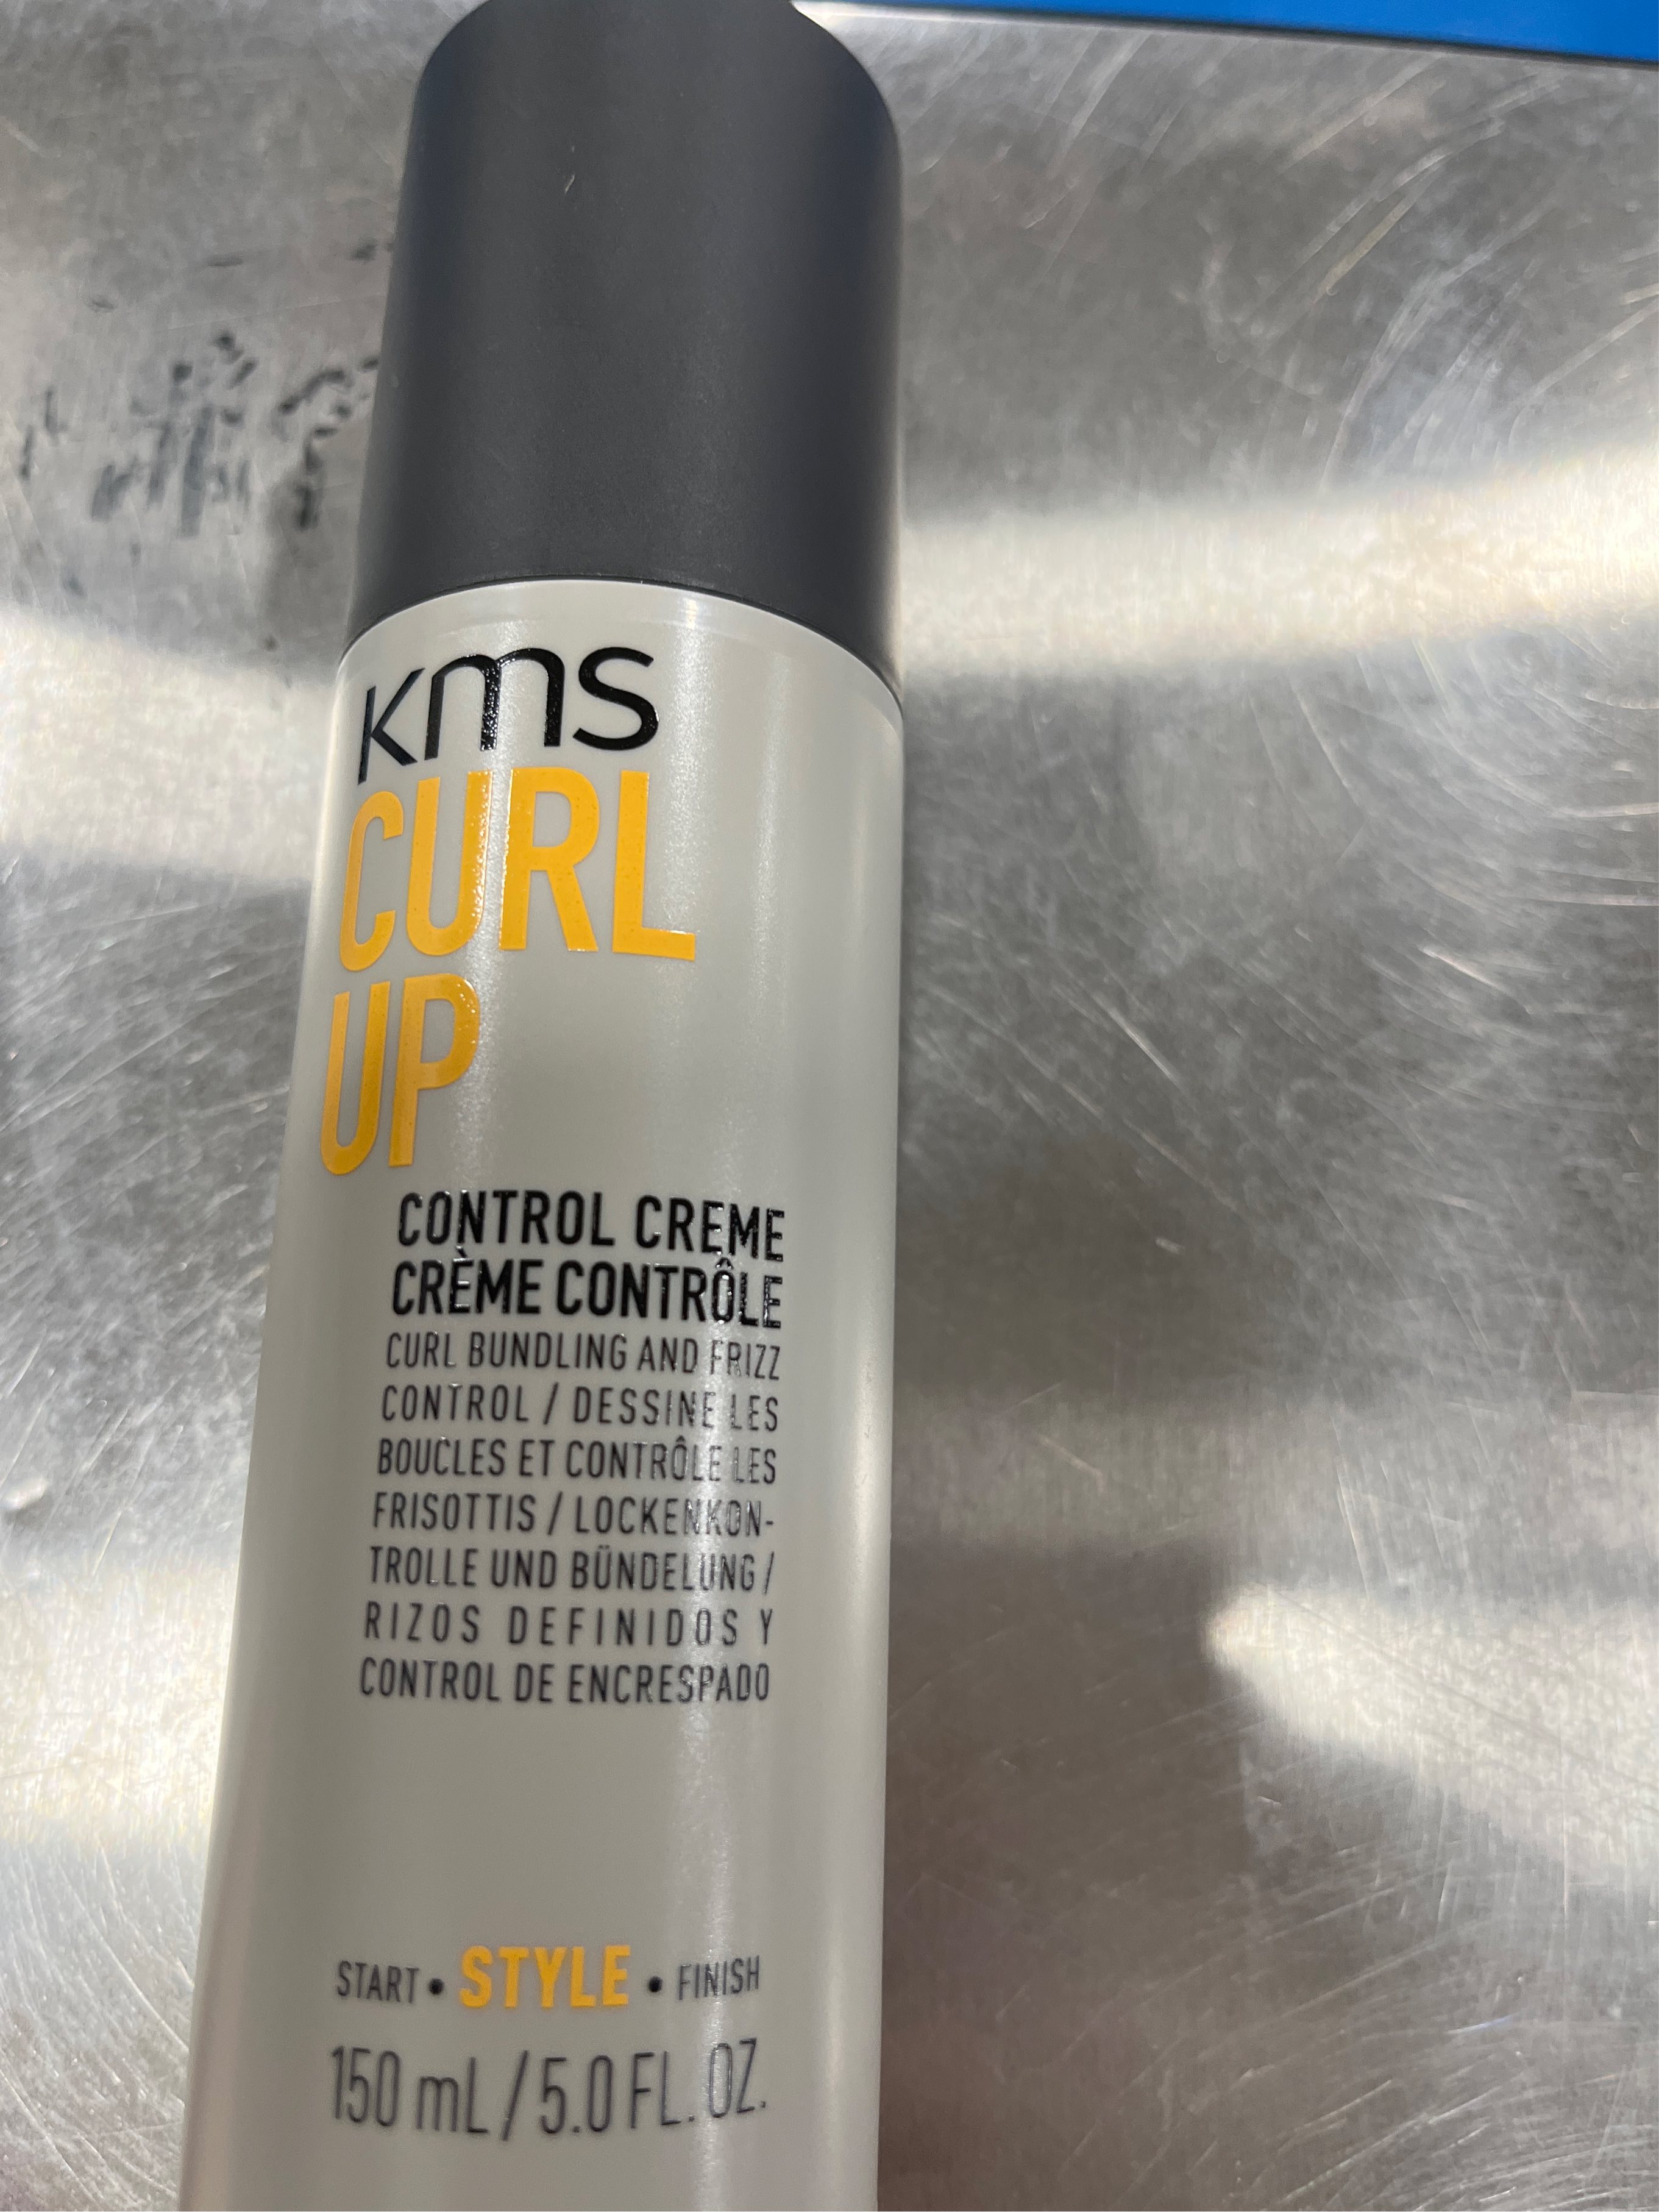 kms
CURL
UP
CONTROL CREME
CRÈME CONTRÔLE
CURL BUNDLING AND FRIZZ
CONTROL / DESSINE LES
BOUCLES ET CONTRÔLE LES
FRISOTTIS / LOCKENKON-
TROLLE UND BÜNDELUNG /
RIZOS DEFINIDOS Y
CONTROL DE ENCRESPADO
START • STYLE • FINISH
150 mL / 5.0 FL. OZ.